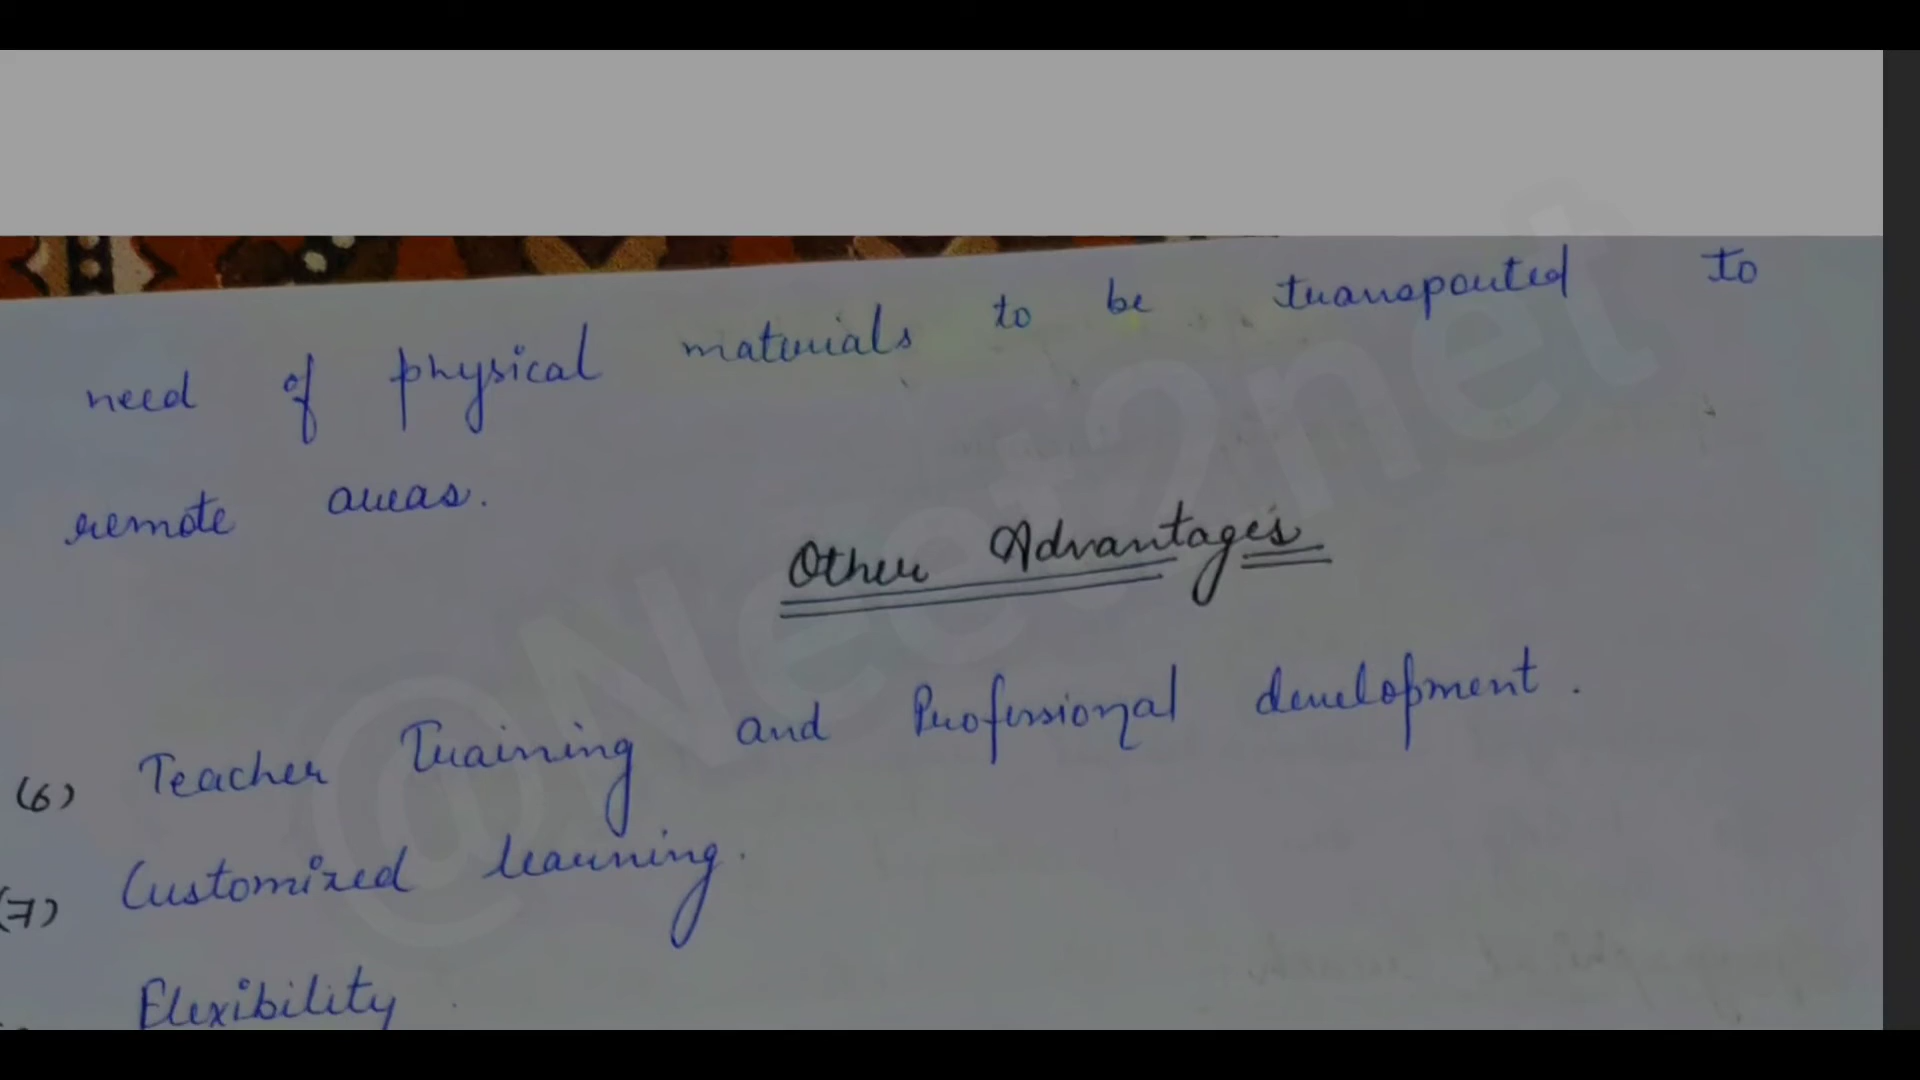 need of physical materials to be transported to
remote areas.
Other Advantages
(6) Teacher Training and Professional development.
(7) Customized learning.
Flexibility
@Neet2net